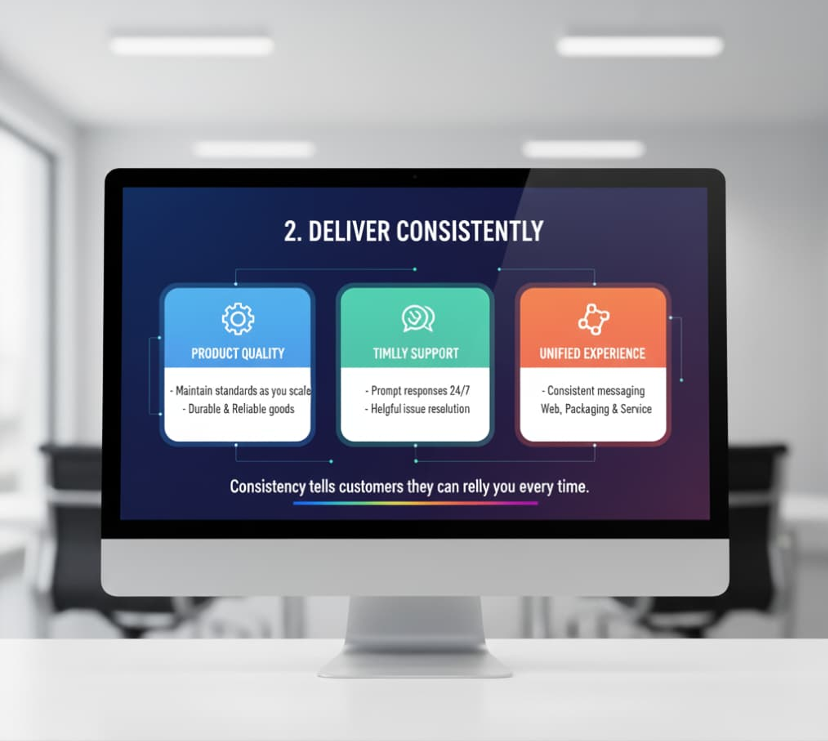 2. DELIVER CONSISTENTLY
PRODUCT QUALITY
- Maintain standards as you scale
- Durable & Reliable goods
TIMLLY SUPPORT
- Prompt responses 24/7
- Helgful issue resolution
UNIFIED EXPERIENCE
- Consistent messaging
Web, Packaging & Service
Consistency tells customers they can relly you every time.